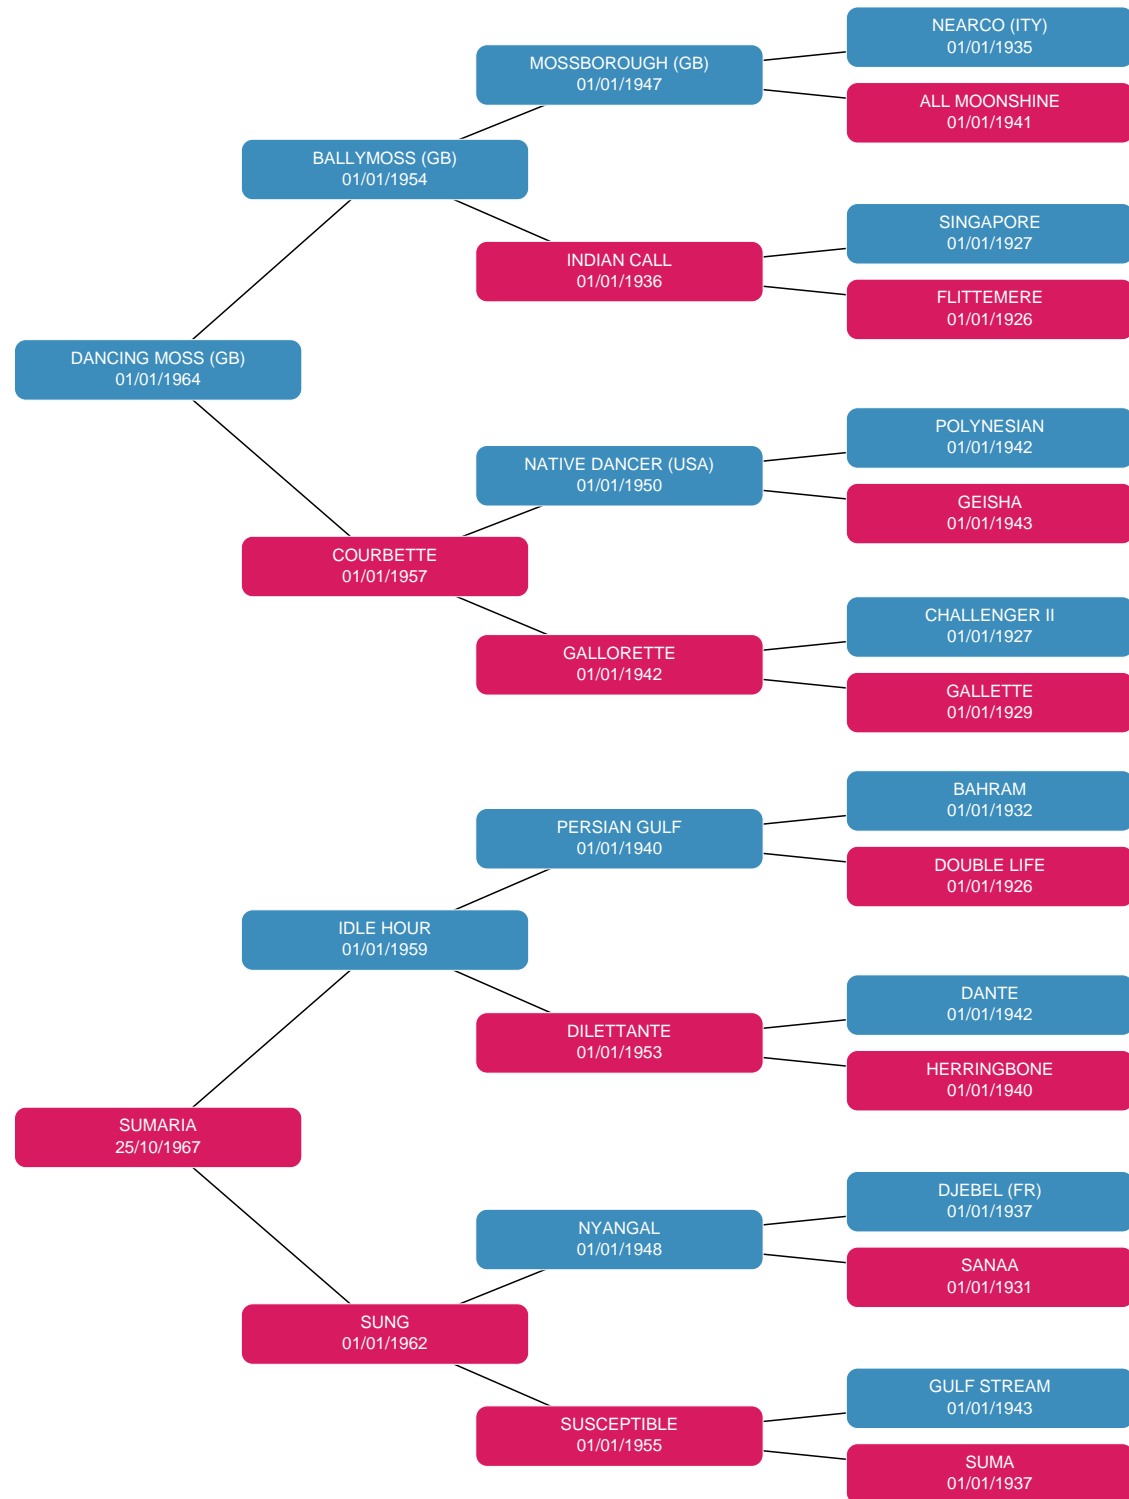 NEARCO (ITY)
01/01/1935
MOSSBOROUGH (GB)
01/01/1947
ALL MOONSHINE
01/01/1941
BALLYMOSS (GB)
01/01/1954
SINGAPORE
01/01/1927
INDIAN CALL
01/01/1936
FLITTEMERE
01/01/1926
DANCING MOSS (GB)
01/01/1964
POLYNESIAN
01/01/1942
NATIVE DANCER (USA)
01/01/1950
GEISHA
01/01/1943
COURBETTE
01/01/1957
CHALLENGER II
01/01/1927
GALLORETTE
01/01/1942
GALLETTE
01/01/1929
BAHRAM
01/01/1932
PERSIAN GULF
01/01/1940
DOUBLE LIFE
01/01/1926
IDLE HOUR
01/01/1959
DANTE
01/01/1942
DILETTANTE
01/01/1953
HERRINGBONE
01/01/1940
SUMARIA
25/10/1967
DJEBEL (FR)
01/01/1937
NYANGAL
01/01/1948
SANAA
01/01/1931
SUNG
01/01/1962
GULF STREAM
01/01/1943
SUSCEPTIBLE
01/01/1955
SUMA
01/01/1937